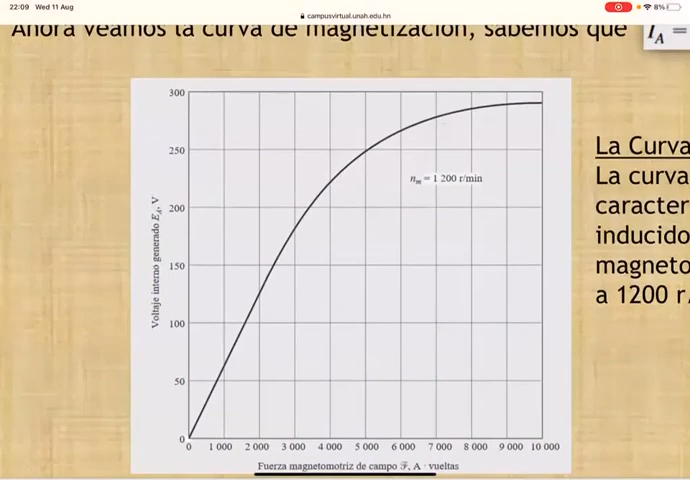 22:09 Wed 11 Aug
campusvirtual.unah.edu.hn
8%
Ahora veamos la curva de magnetización, sabemos que I_A =
300
250
200
150
100
50
0
Voltaje interno generado E_A, V
n_m = 1 200 r/min
0 1 000 2 000 3 000 4 000 5 000 6 000 7 000 8 000 9 000 10 000
Fuerza magnetomotriz de campo ℱ, A · vueltas
La Curva
La curva
caracter
inducido
magneto
a 1200 r